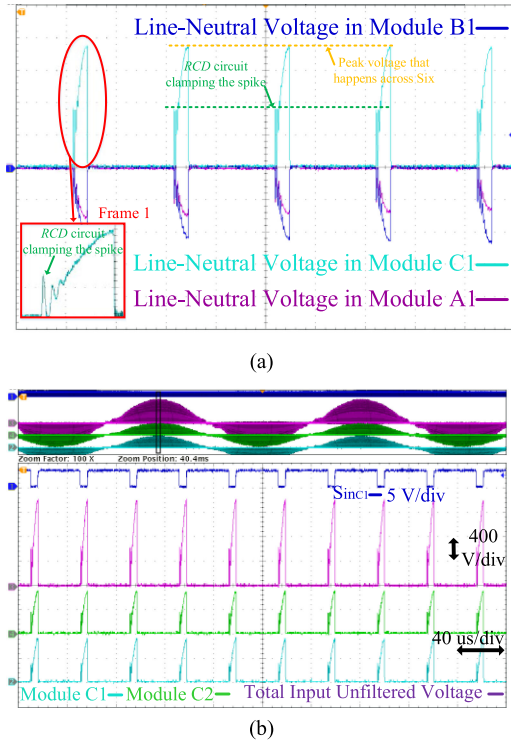 Line-Neutral Voltage in Module B1
RCD circuit
clamping the spike
Peak voltage that
happens across Six
Frame 1
RCD circuit
clamping the spike
Line-Neutral Voltage in Module C1
Line-Neutral Voltage in Module A1
(a)
Zoom Factor: 100 X
Zoom Position: 40.4ms
SinC1
5 V/div
400
V/div
40 us/div
Module C1
Module C2
Total Input Unfiltered Voltage
(b)